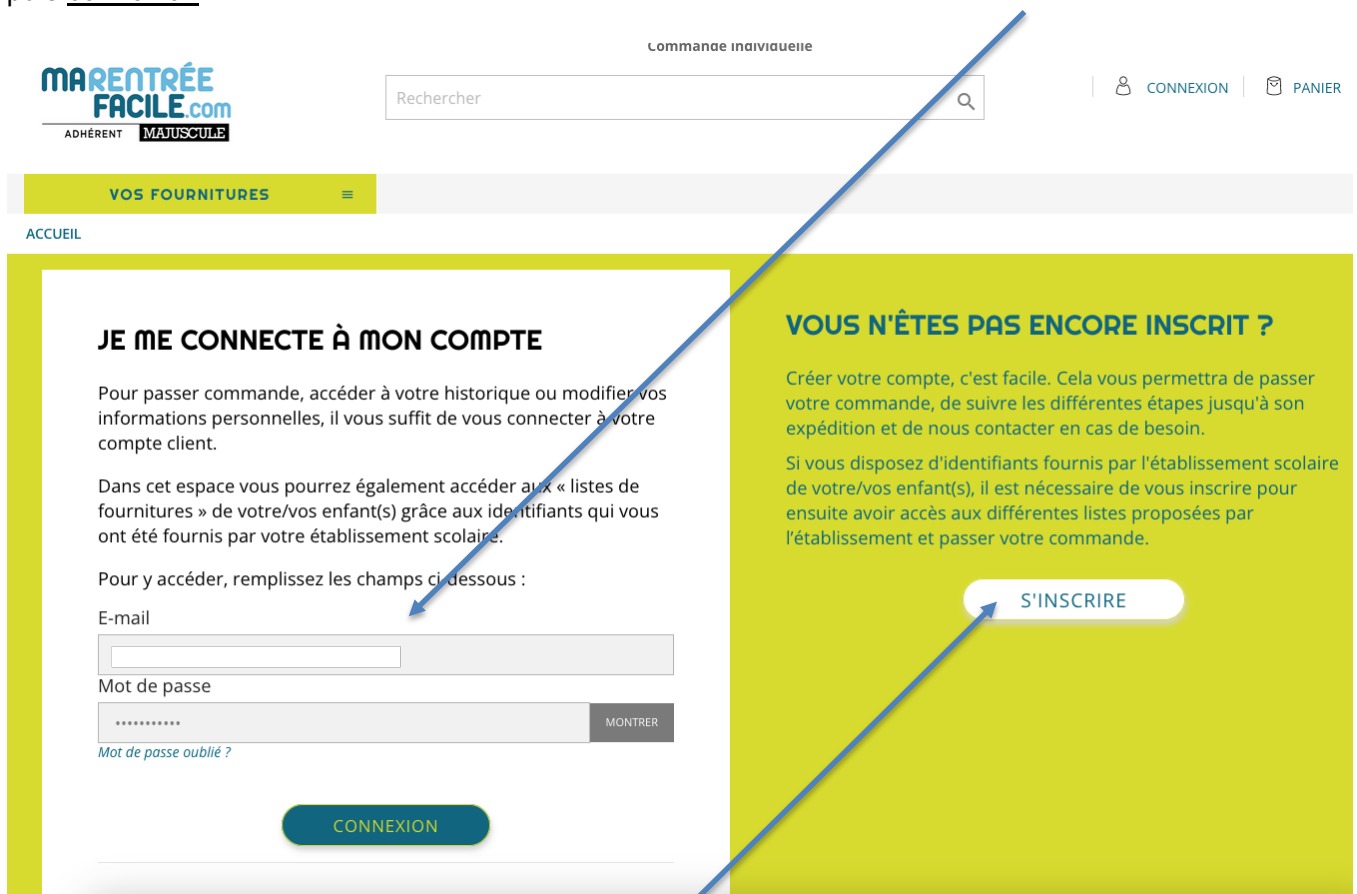 Commande individuelle
MARENTRÉE
FACILE.com
ADHÉRENT MAJUSCULE
Rechercher
CONNEXION
PANIER
VOS FOURNITURES
ACCUEIL
JE ME CONNECTE À MON COMPTE
Pour passer commande, accéder à votre historique ou modifier vos
informations personnelles, il vous suffit de vous connecter à votre
compte client.
Dans cet espace vous pourrez également accéder aux « listes de
fournitures » de votre/vos enfant(s) grâce aux identifiants qui vous
ont été fournis par votre établissement scolaire.
Pour y accéder, remplissez les champs ci-dessous :
E-mail
Mot de passe
•••••••••••
MONTRER
Mot de passe oublié ?
CONNEXION
VOUS N'ÊTES PAS ENCORE INSCRIT ?
Créer votre compte, c'est facile. Cela vous permettra de passer
votre commande, de suivre les différentes étapes jusqu'à son
expédition et de nous contacter en cas de besoin.
Si vous disposez d'identifiants fournis par l'établissement scolaire
de votre/vos enfant(s), il est nécessaire de vous inscrire pour
ensuite avoir accès aux différentes listes proposées par
l’établissement et passer votre commande.
S'INSCRIRE